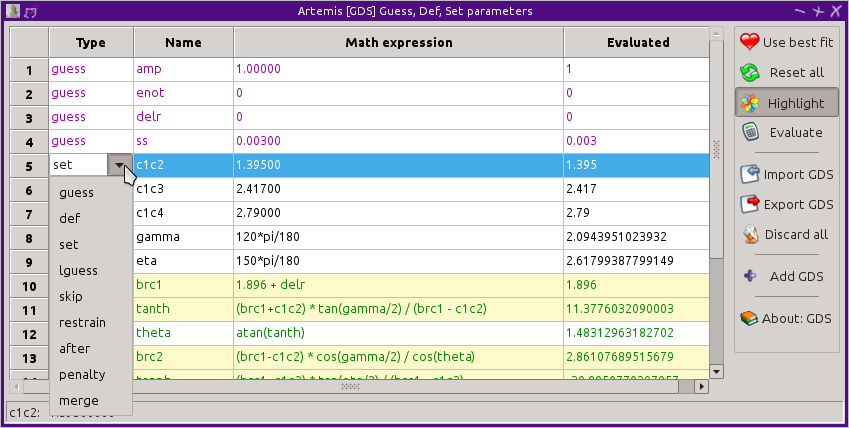 Artemis [GDS] Guess, Def, Set parameters
Type Name Math expression Evaluated
1 guess amp 1.00000 1
2 guess enot 0 0
3 guess delr 0 0
4 guess ss 0.00300 0.003
5 set c1c2 1.39500 1.395
6 c1c3 2.41700 2.417
7 c1c4 2.79000 2.79
8 gamma 120*pi/180 2.0943951023932
9 eta 150*pi/180 2.61799387799149
10 brc1 1.896 + delr 1.896
11 tanth (brc1+c1c2) * tan(gamma/2) / (brc1 - c1c2) 11.3776032090003
12 theta atan(tanth) 1.48312963182702
13 brc2 (brc1-c1c2) * cos(gamma/2) / cos(theta) 2.86107689515679
guess
def
set
lguess
skip
restrain
after
penalty
merge
c1c2:
Use best fit
Reset all
Highlight
Evaluate
Import GDS
Export GDS
Discard all
Add GDS
About: GDS